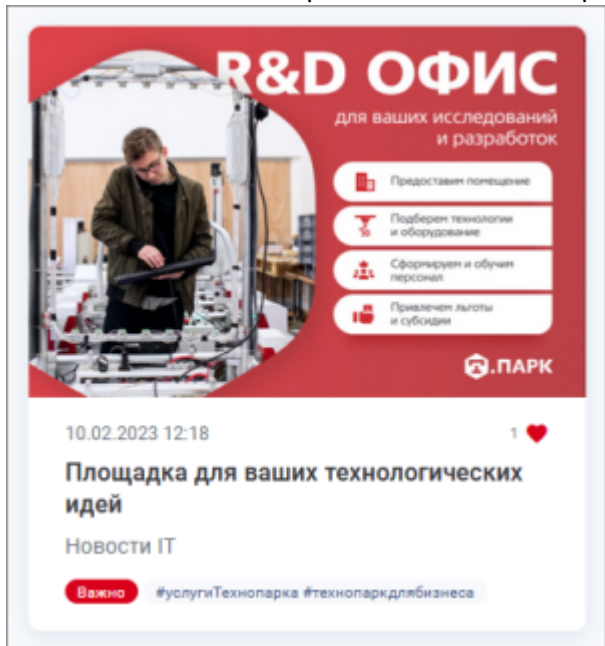 R&D ОФИС
для ваших исследований
и разработок
Предоставим помещение
Подберем технологии
и оборудование
Сформируем и обучим
персонал
Привлечем льготы
и субсидии
.ПАРК
10.02.2023 12:18
1
Площадка для ваших технологических
идей
Новости IT
Важно #услугиТехнопарка #технопаркдлябизнеса